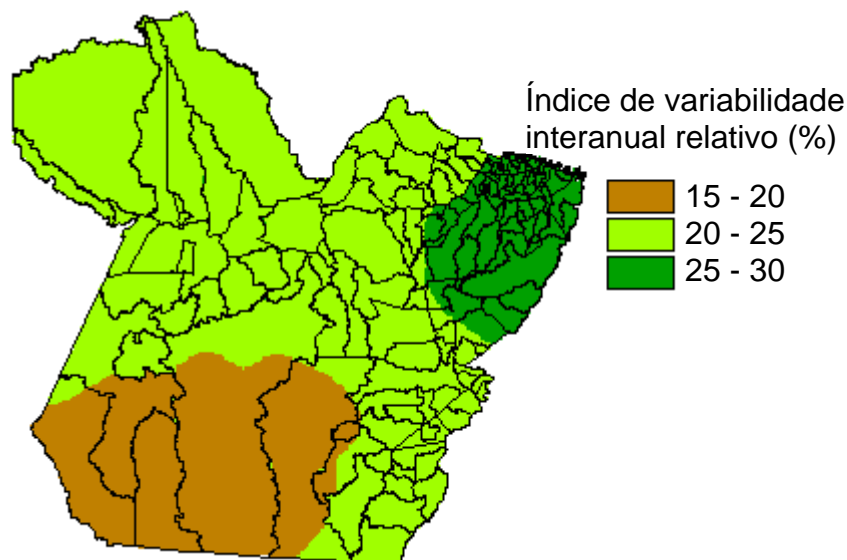 Índice de variabilidade
interanual relativo (%)
15 - 20
20 - 25
25 - 30